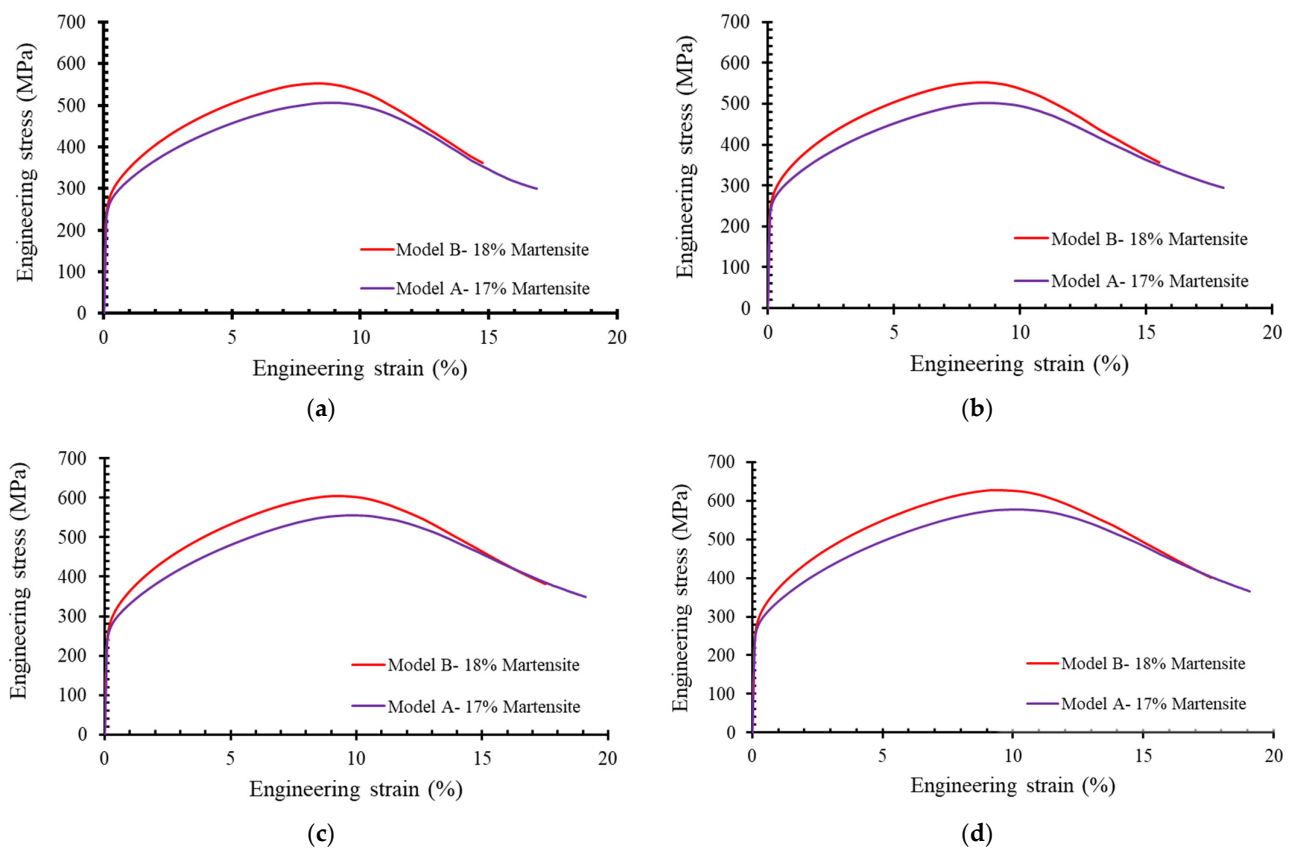 Engineering stress (MPa)
700
600
500
400
300
200
100
0
0 5 10 15 20
Engineering strain (%)
Model B- 18% Martensite
Model A- 17% Martensite
(a)
Engineering stress (MPa)
700
600
500
400
300
200
100
0
0 5 10 15 20
Engineering strain (%)
Model B- 18% Martensite
Model A- 17% Martensite
(b)
Engineering stress (MPa)
700
600
500
400
300
200
100
0
0 5 10 15 20
Engineering strain (%)
Model B- 18% Martensite
Model A- 17% Martensite
(c)
Engineering stress (MPa)
700
600
500
400
300
200
100
0
0 5 10 15 20
Engineering strain (%)
Model B- 18% Martensite
Model A- 17% Martensite
(d)